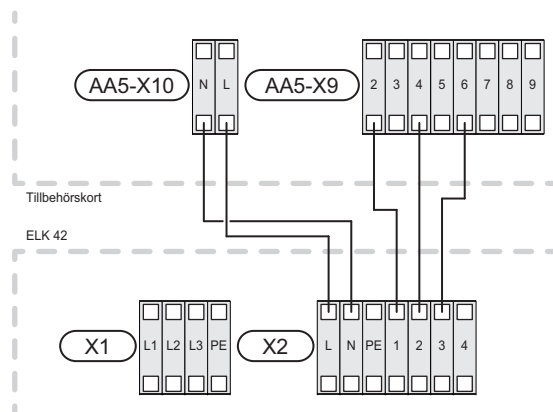 AA5-X10 N L AA5-X9 2 3 4 5 6 7 8 9
Tillbehörskort
ELK 42
X1 L1 L2 L3 PE X2 L N PE 1 2 3 4